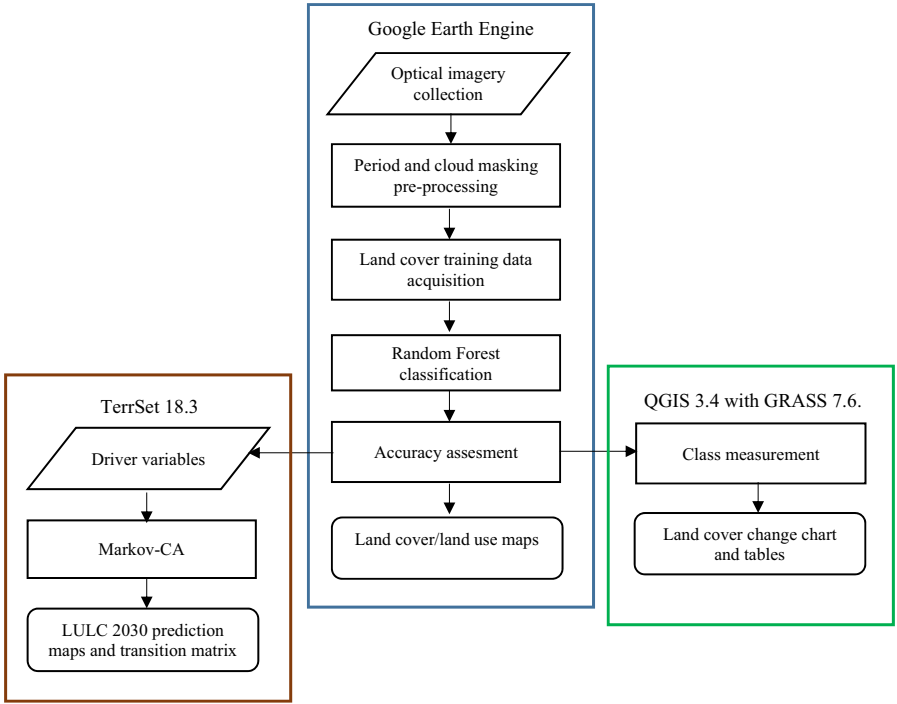 Google Earth Engine
Optical imagery
collection
Period and cloud masking
pre-processing
Land cover training data
acquisition
Random Forest
classification
Accuracy assesment
Land cover/land use maps
TerrSet 18.3
Driver variables
Markov-CA
LULC 2030 prediction
maps and transition matrix
QGIS 3.4 with GRASS 7.6.
Class measurement
Land cover change chart
and tables